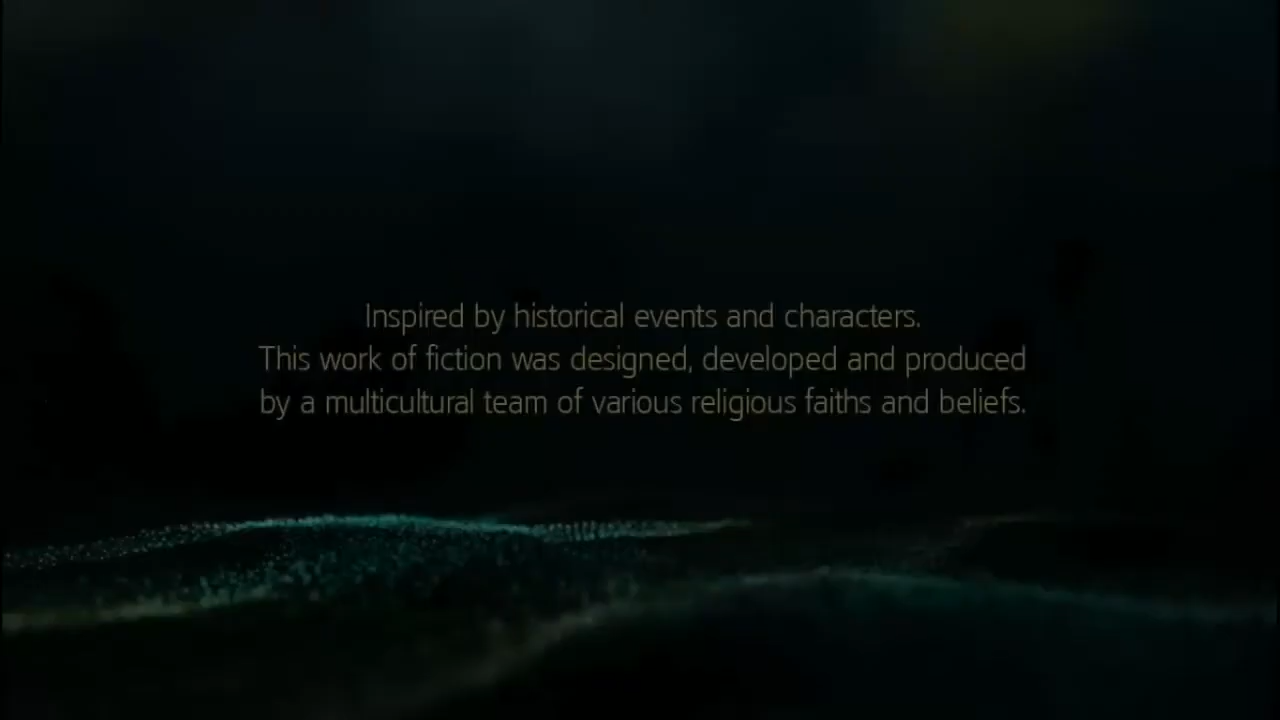 Inspired by historical events and characters.
This work of fiction was designed, developed and produced
by a multicultural team of various religious faiths and beliefs.